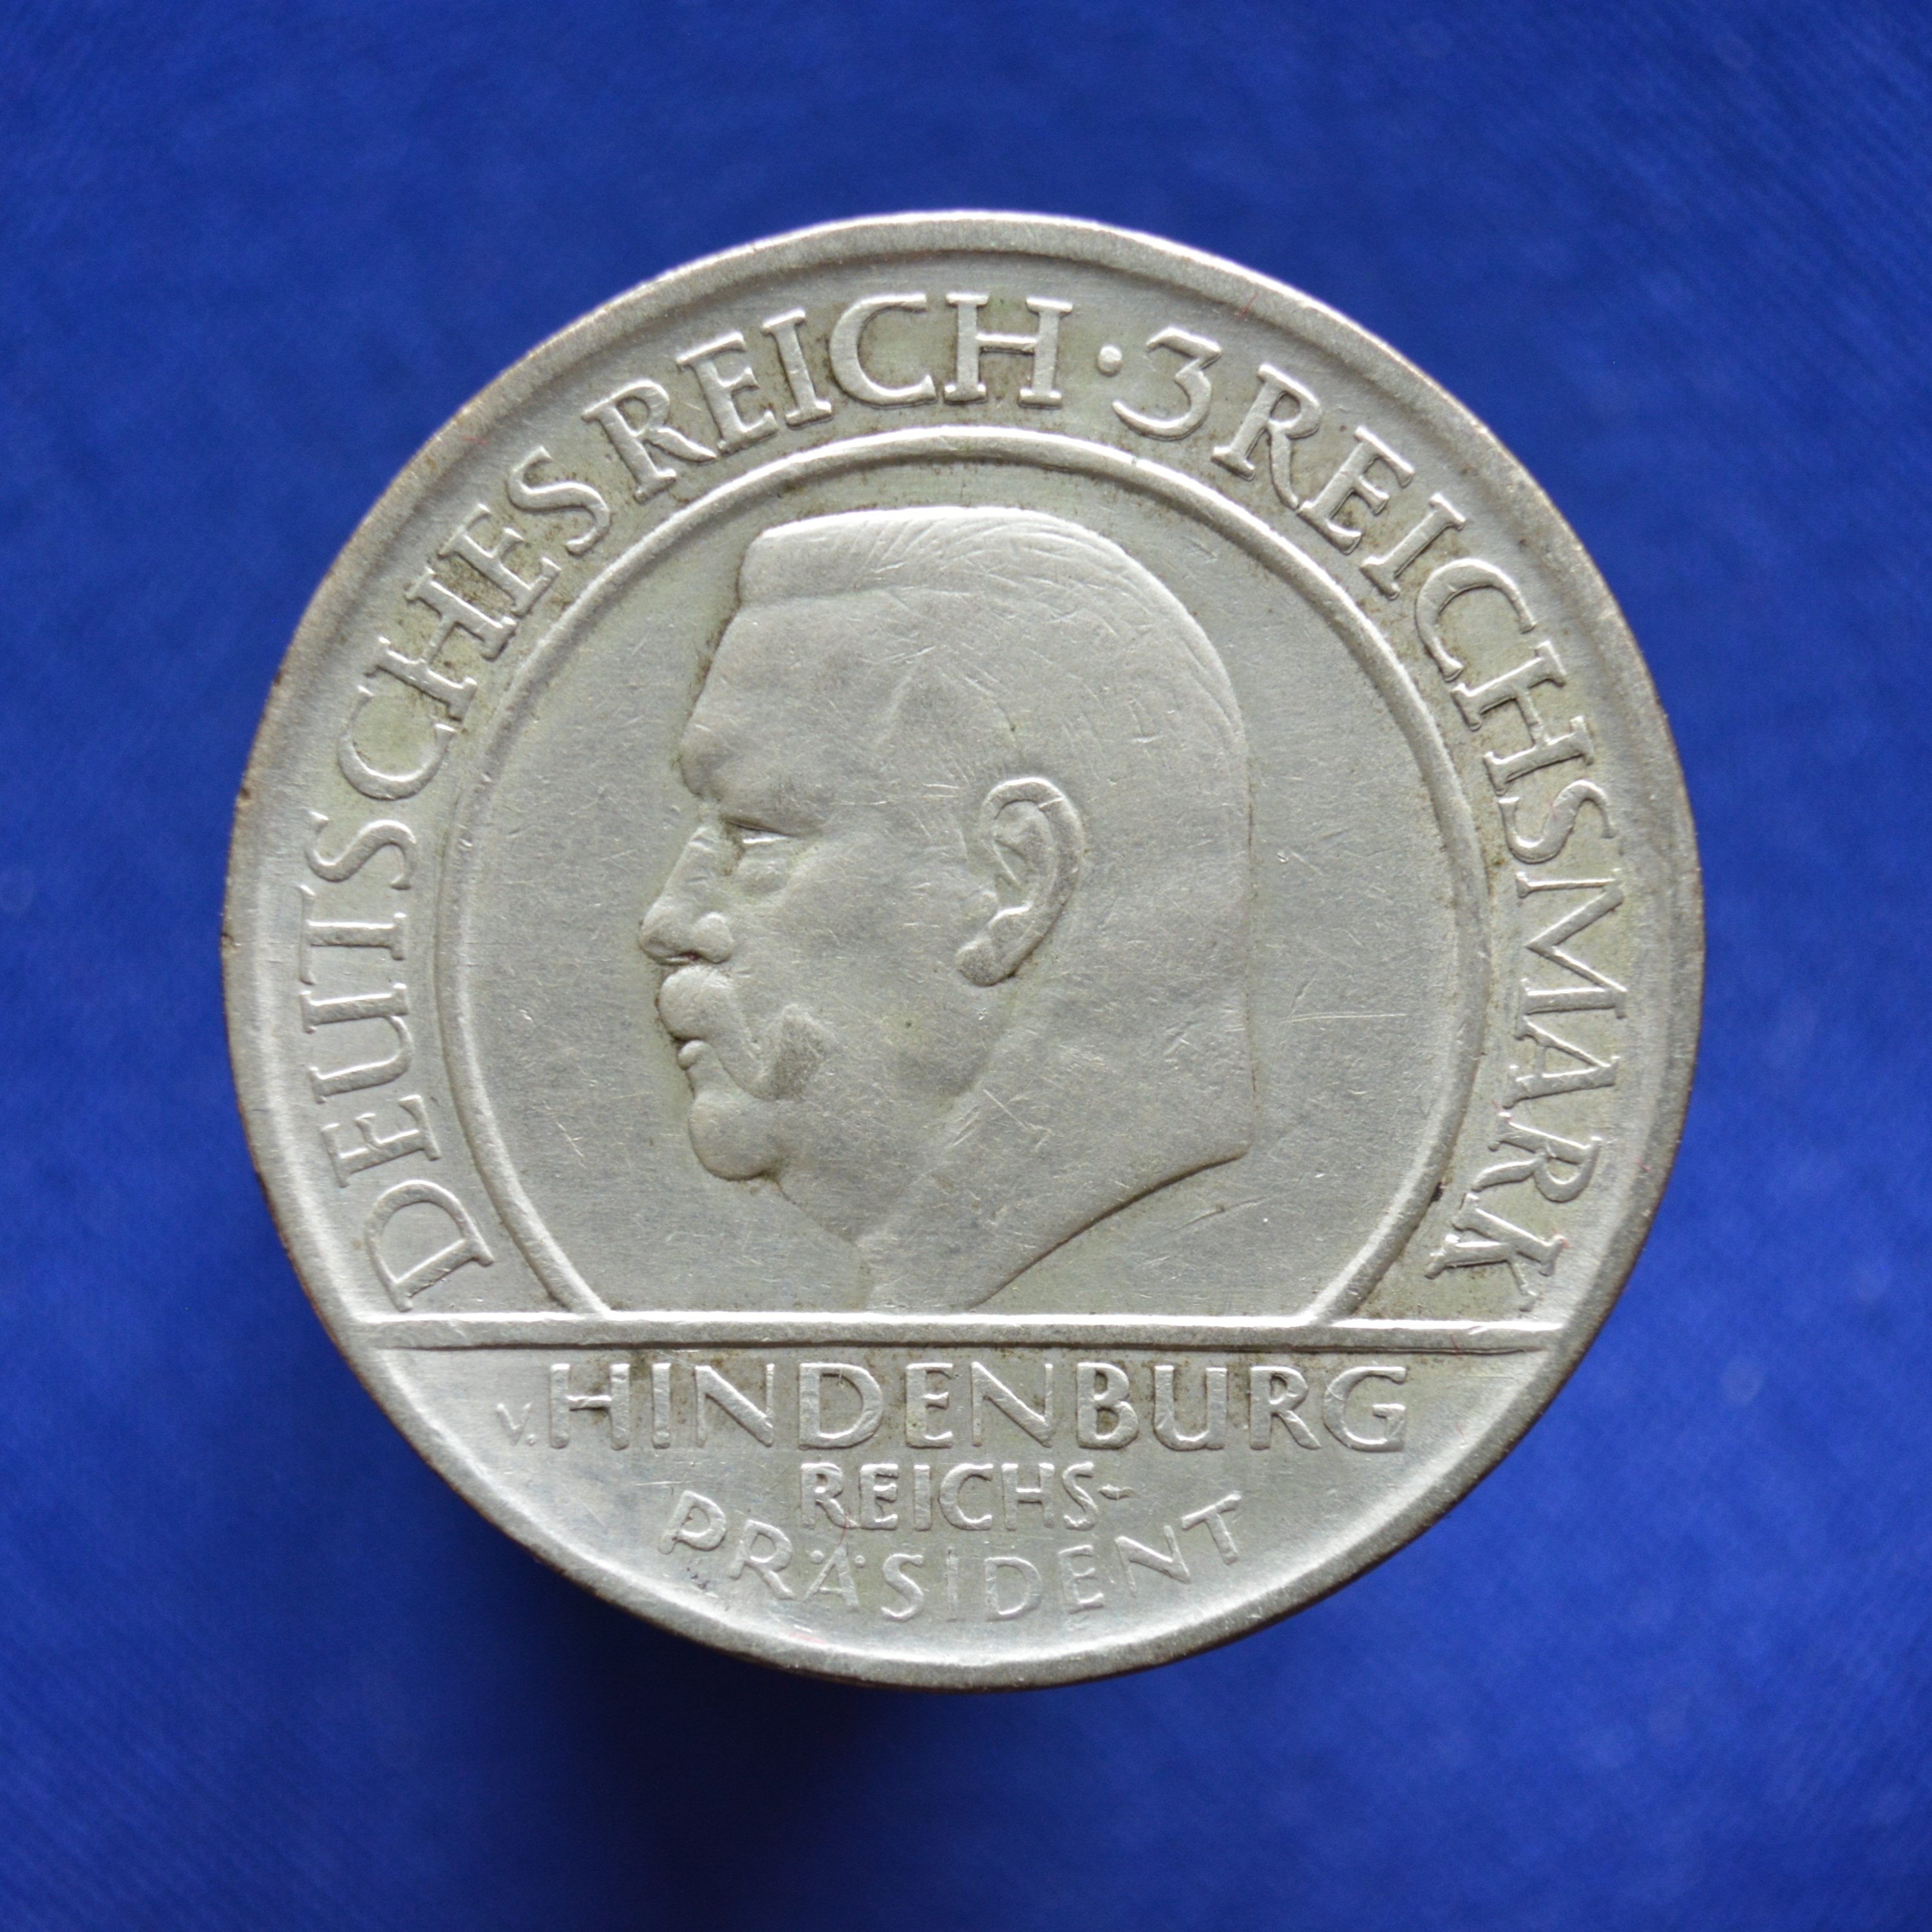 DEUTSCHES REICH · 3 REICHSMARK
v. HINDENBURG
REICHS-
PRÄSIDENT